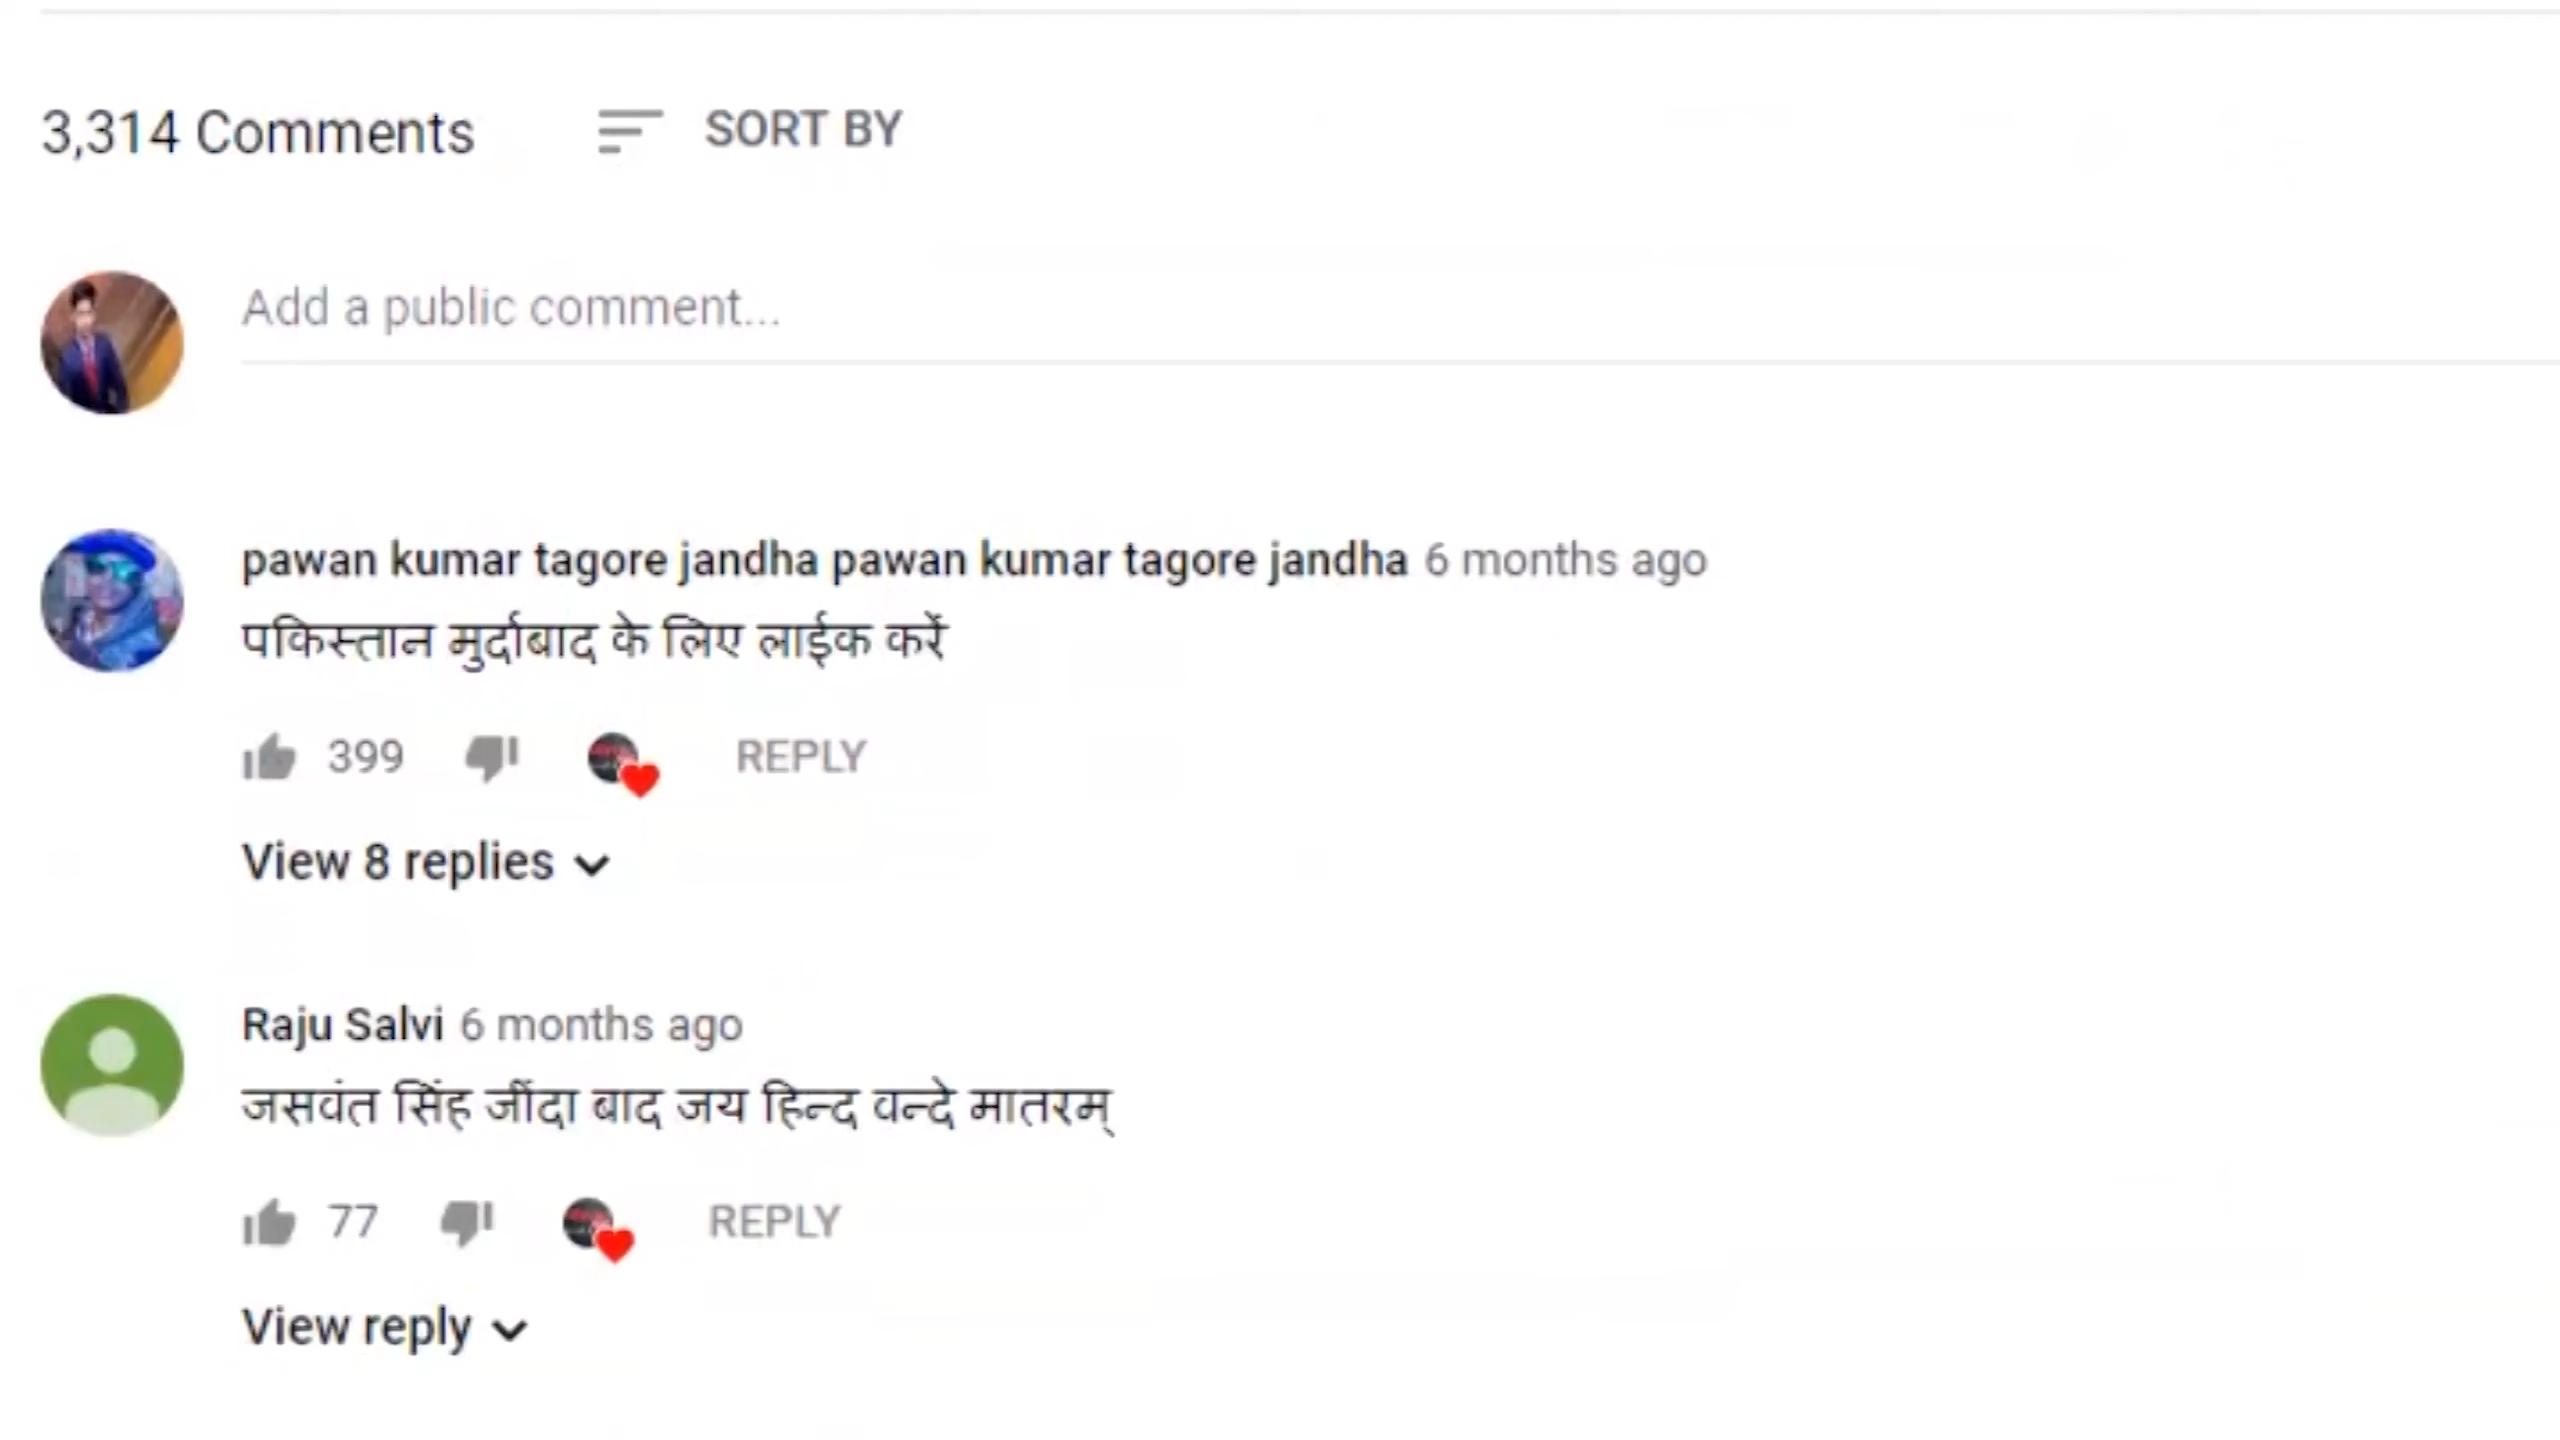 3,314 Comments SORT BY
Add a public comment...
pawan kumar tagore jandha pawan kumar tagore jandha 6 months ago
पकिस्तान मुर्दाबाद के लिए लाईक करें
399 REPLY
View 8 replies
Raju Salvi 6 months ago
जसवंत सिंह जींदा बाद जय हिन्द वन्दे मातरम्
77 REPLY
View reply